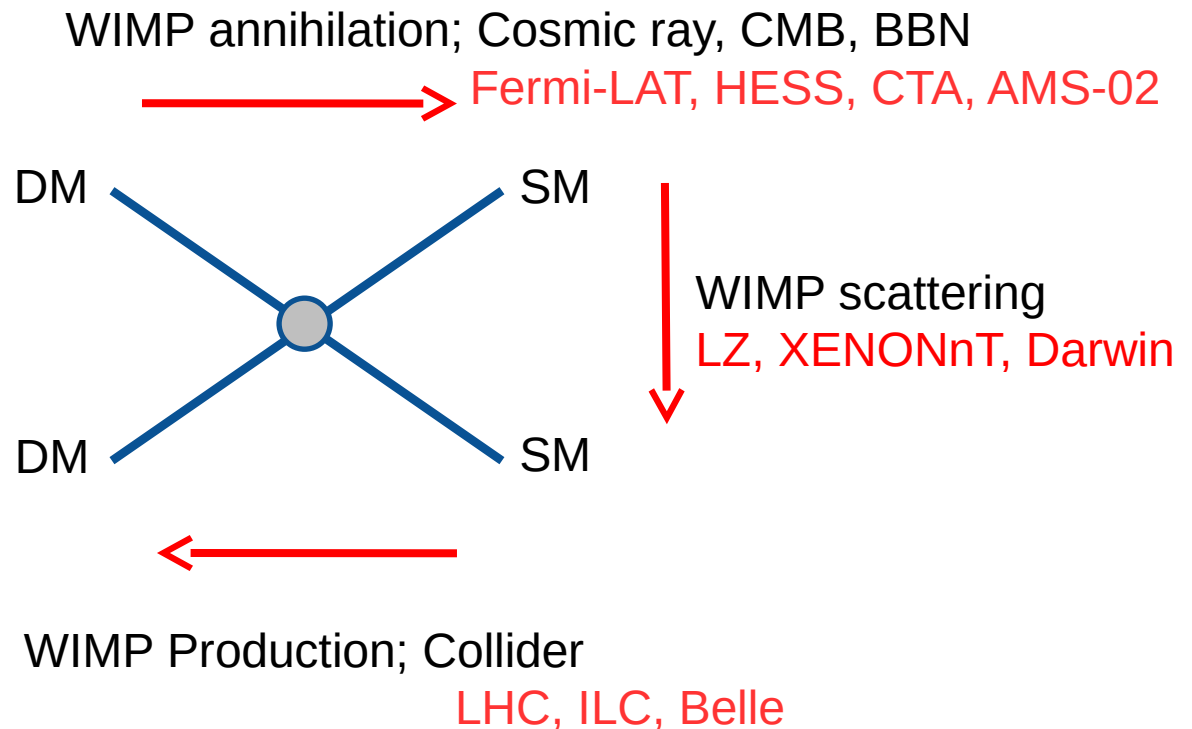 WIMP annihilation; Cosmic ray, CMB, BBN
Fermi-LAT, HESS, CTA, AMS-02
DM
SM
WIMP scattering
LZ, XENONnT, Darwin
DM
SM
WIMP Production; Collider
LHC, ILC, Belle